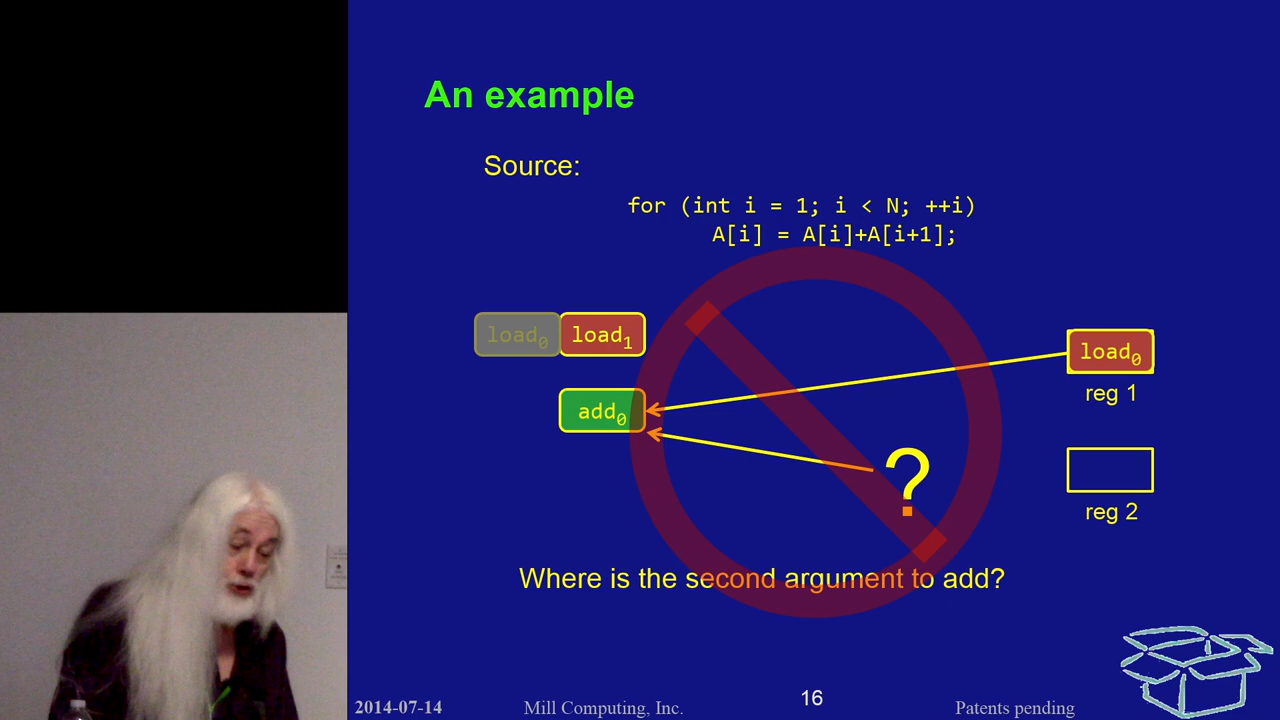 An example
Source:
for (int i = 1; i < N; ++i)
A[i] = A[i]+A[i+1];
load0 load1
load0
reg 1
add0
?
reg 2
Where is the second argument to add?
2014-07-14 Mill Computing, Inc. 16 Patents pending